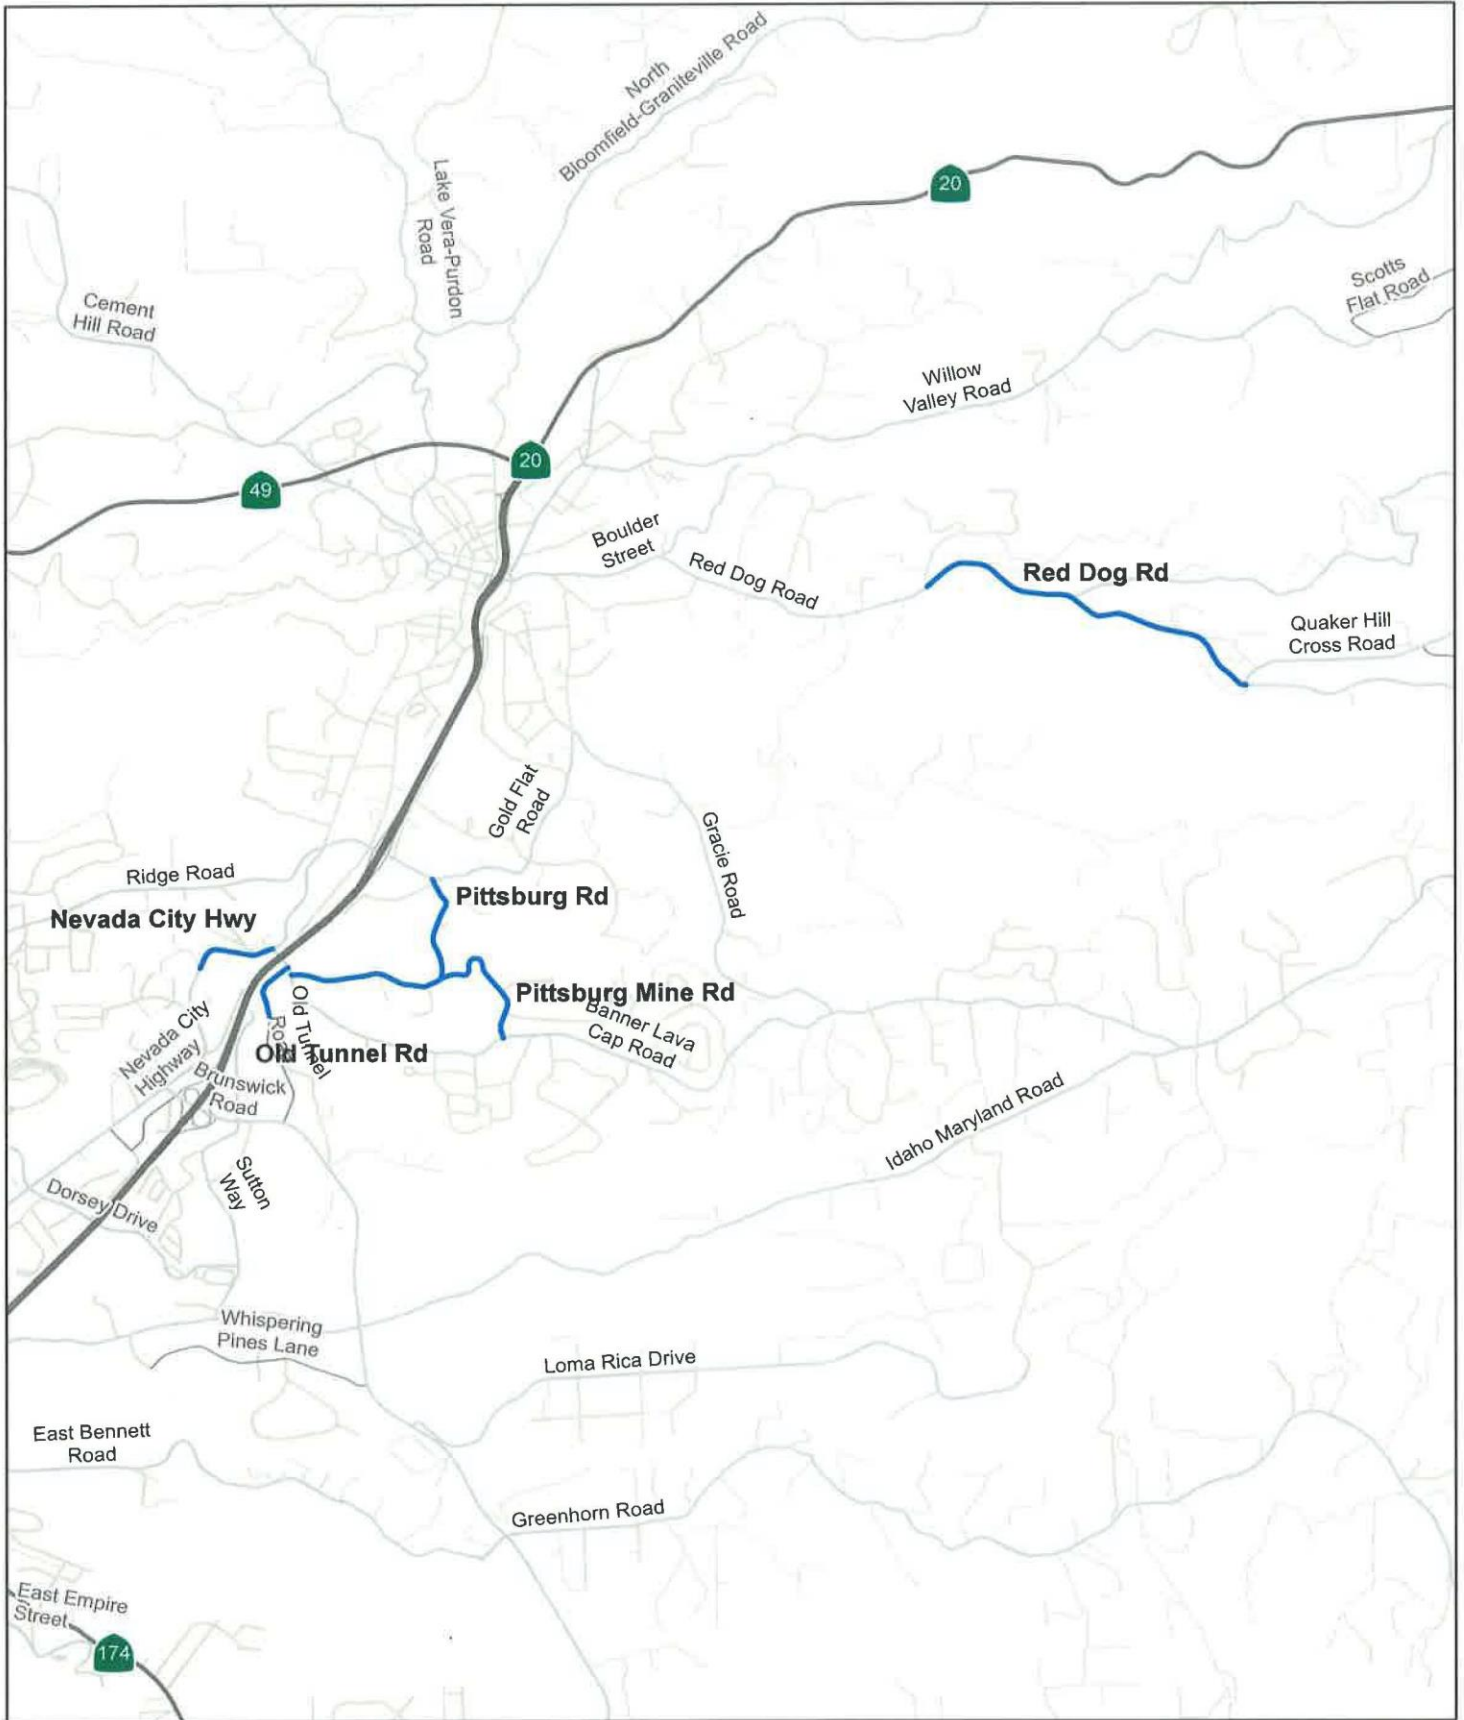 North
Bloomfield-Graniteville Road
Lake Vera-Purdon
Road
20
Scotts
Flat Road
Cement
Hill Road
Willow
Valley Road
20
49
Boulder
Street
Red Dog Road
Red Dog Rd
Quaker Hill
Cross Road
Gold Flat
Road
Gracie Road
Ridge Road
Pittsburg Rd
Nevada City Hwy
Pittsburg Mine Rd
Banner Lava
Cap Road
Old Tunnel
Road
Old Tunnel Rd
Nevada City
Highway
Brunswick
Road
Idaho Maryland Road
Sutton
Way
Dorsey Drive
Whispering
Pines Lane
Loma Rica Drive
East Bennett
Road
Greenhorn Road
East Empire
Street
174